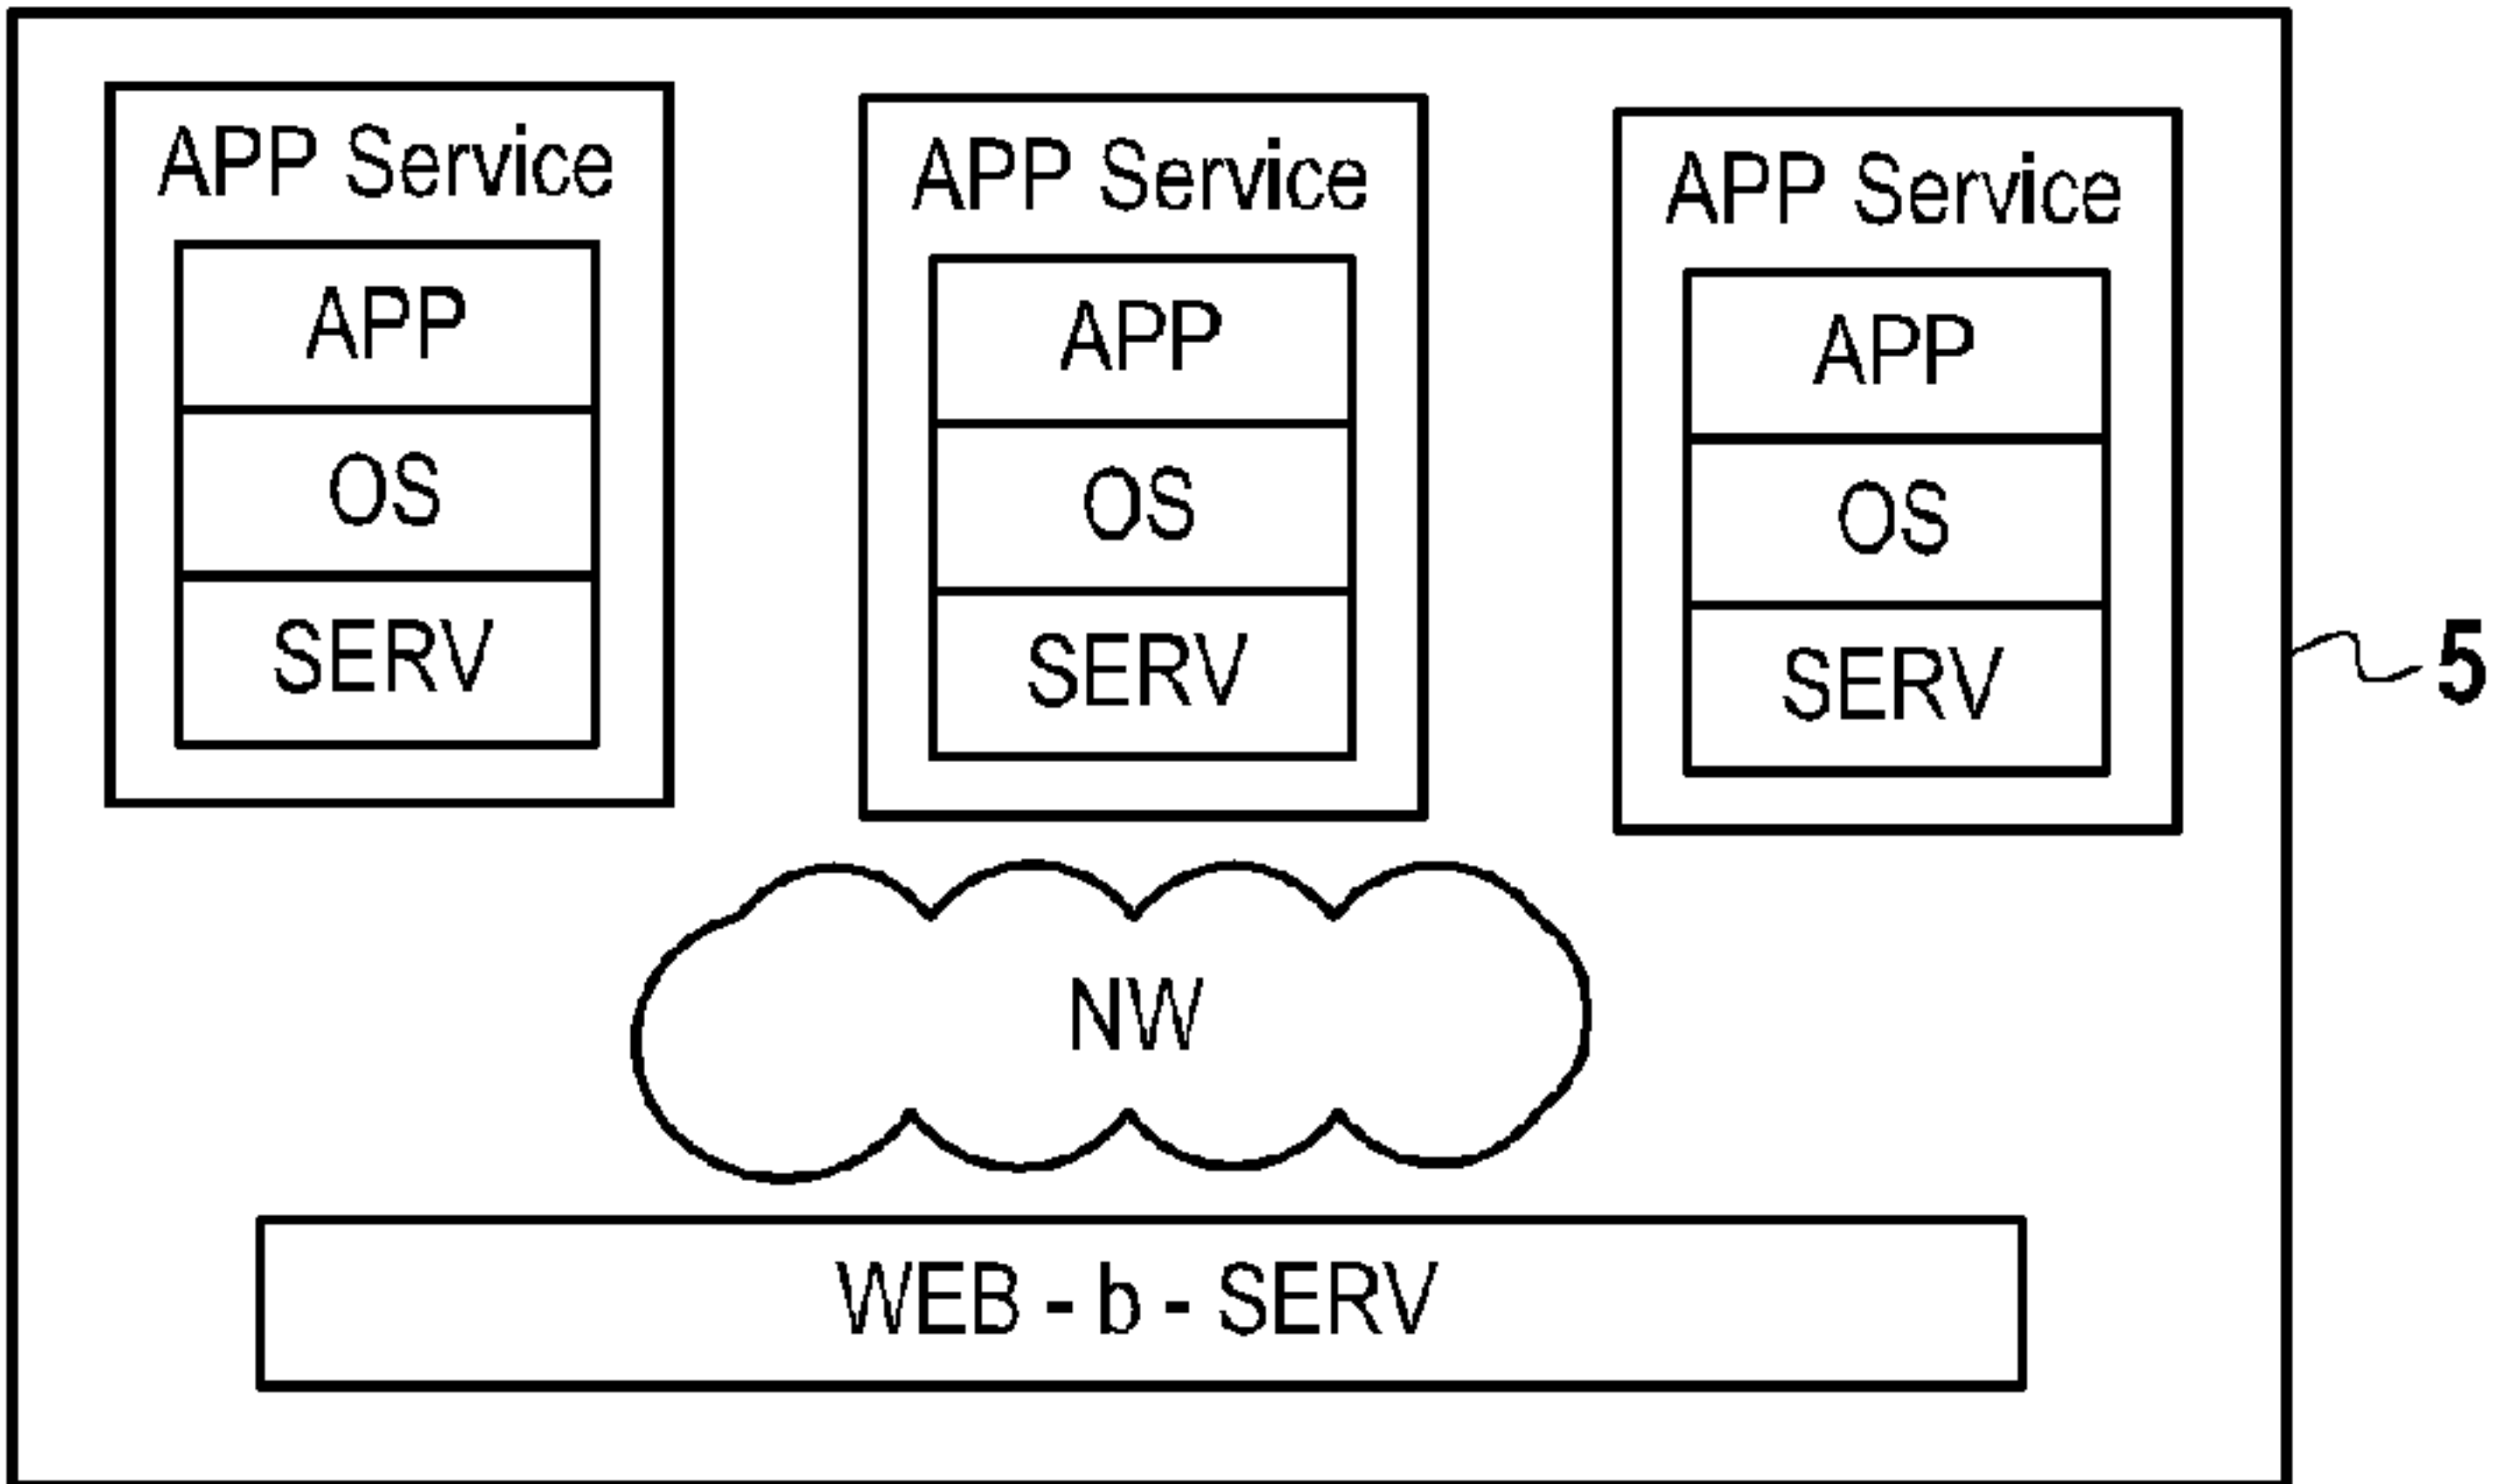 APP Service
APP
OS
SERV
APP Service
APP
OS
SERV
APP Service
APP
OS
SERV
5
NW
WEB - b - SERV